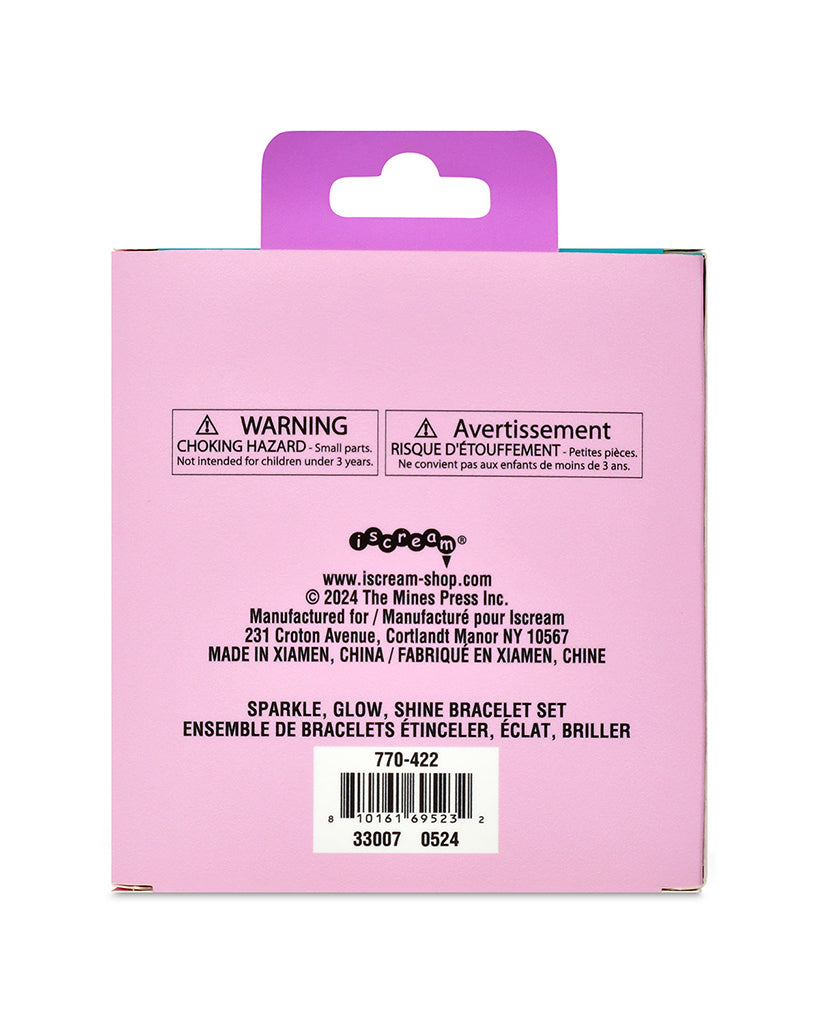 WARNING
CHOKING HAZARD - Small parts.
Not intended for children under 3 years.
Avertissement
RISQUE D'ÉTOUFFEMENT - Petites pièces.
Ne convient pas aux enfants de moins de 3 ans.
iscream®
www.iscream-shop.com
© 2024 The Mines Press Inc.
Manufactured for / Manufacturé pour Iscream
231 Croton Avenue, Cortlandt Manor NY 10567
MADE IN XIAMEN, CHINA / FABRIQUÉ EN XIAMEN, CHINE
SPARKLE, GLOW, SHINE BRACELET SET
ENSEMBLE DE BRACELETS ÉTINCELER, ÉCLAT, BRILLER
770-422
8 10161 69523 2
33007 0524